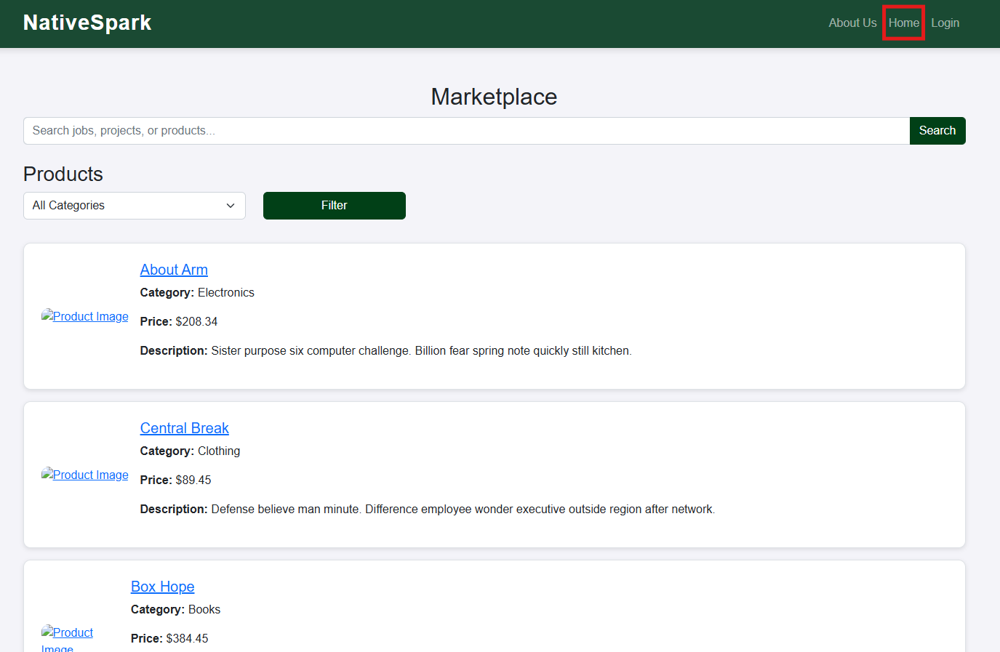 NativeSpark
About Us Home Login
Marketplace
Search jobs, projects, or products...
Search
Products
All Categories
Filter
About Arm
Category: Electronics
Product Image
Price: $208.34
Description: Sister purpose six computer challenge. Billion fear spring note quickly still kitchen.
Central Break
Category: Clothing
Product Image
Price: $89.45
Description: Defense believe man minute. Difference employee wonder executive outside region after network.
Box Hope
Category: Books
Product
Image
Price: $384.45